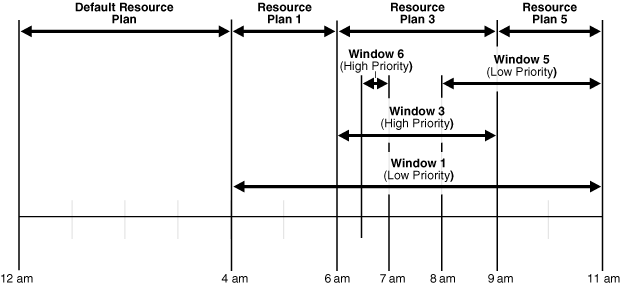 Default Resource
Plan
Resource
Plan 1
Resource
Plan 3
Resource
Plan 5
Window 6
(High Priority)
Window 5
(Low Priority)
Window 3
(High Priority)
Window 1
(Low Priority)
12 am
4 am
6 am
7 am
8 am
9 am
11 am